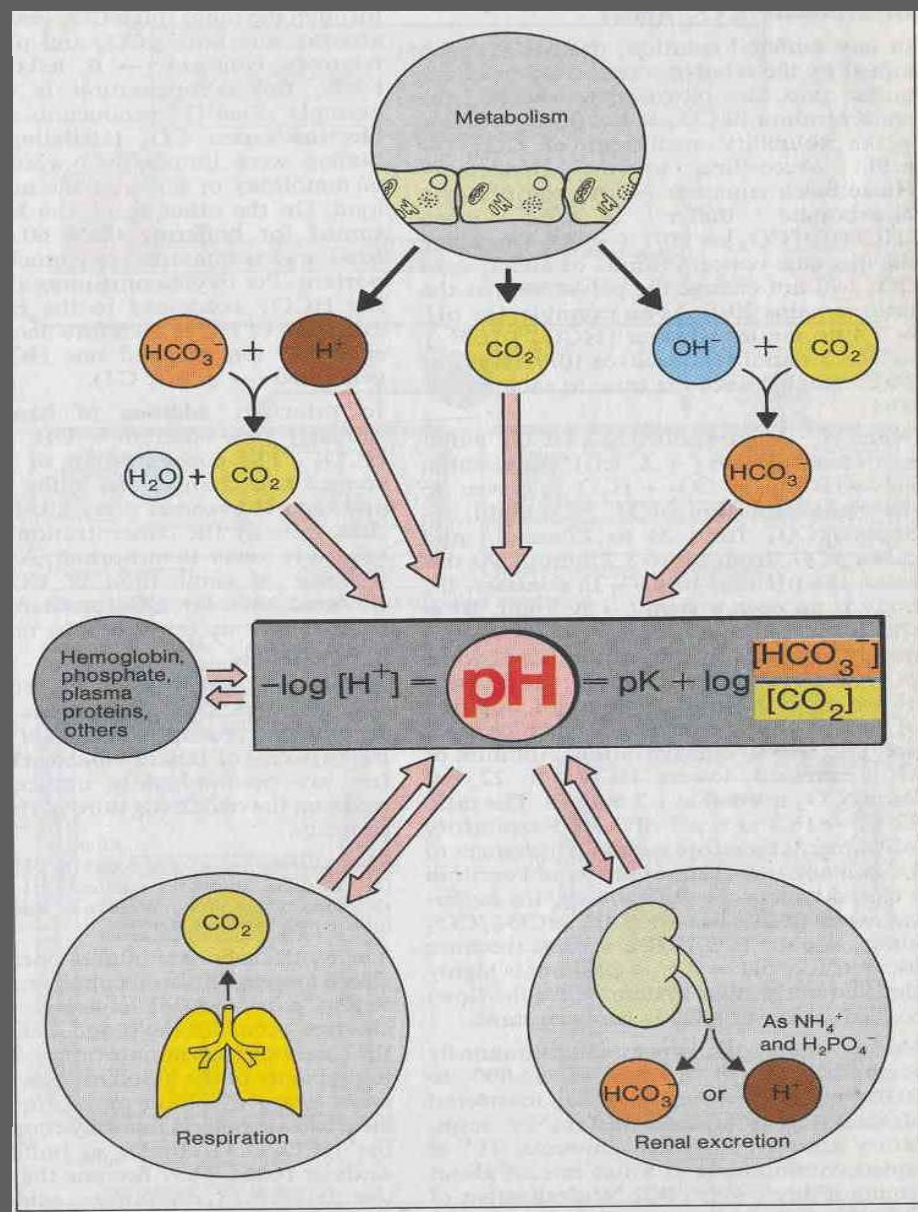 Metabolism
HCO₃⁻ + H⁺
CO₂
OH⁻ + CO₂
H₂O + CO₂
HCO₃⁻
Hemoglobin,
phosphate,
plasma
proteins,
others
-log [H⁺] = pH = pK + log [HCO₃⁻] / [CO₂]
CO₂
Respiration
As NH₄⁺
and H₂PO₄⁻
HCO₃⁻ or H⁺
Renal excretion